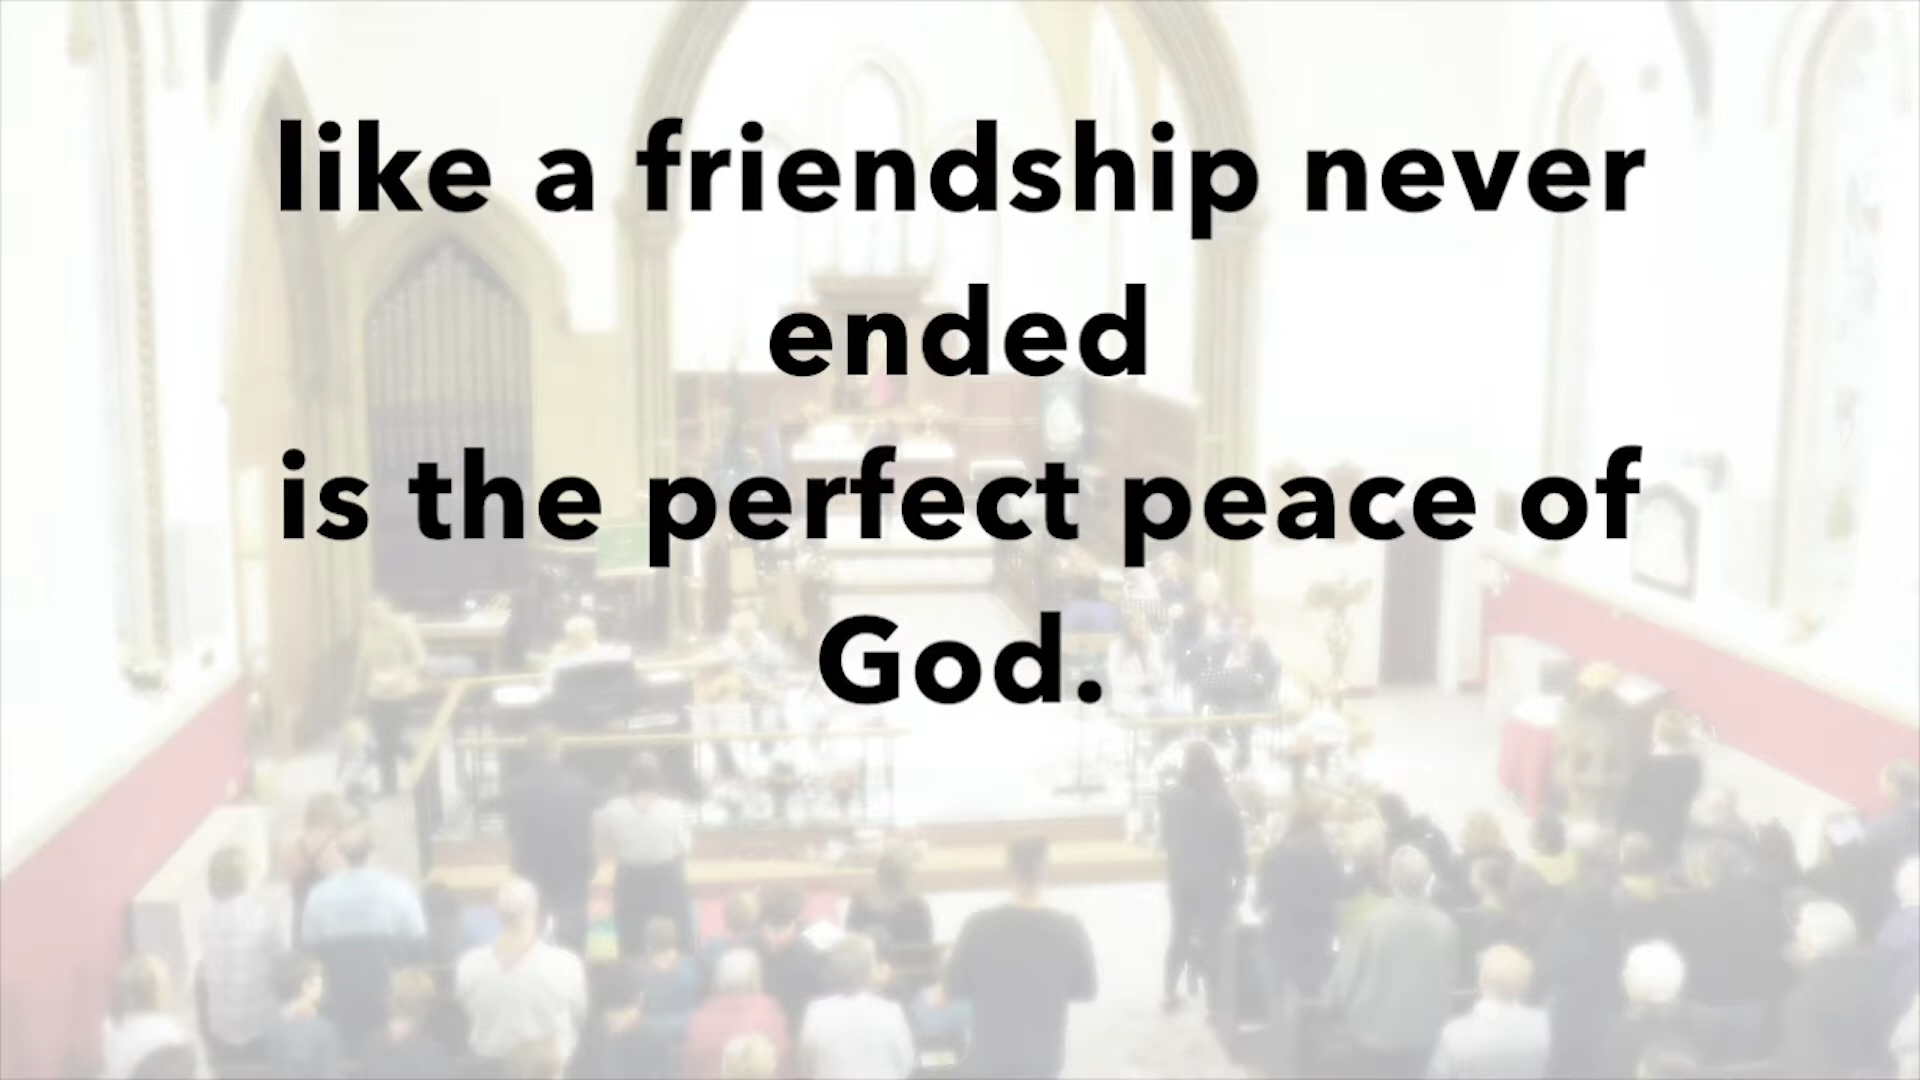 like a friendship never
ended
is the perfect peace of
God.